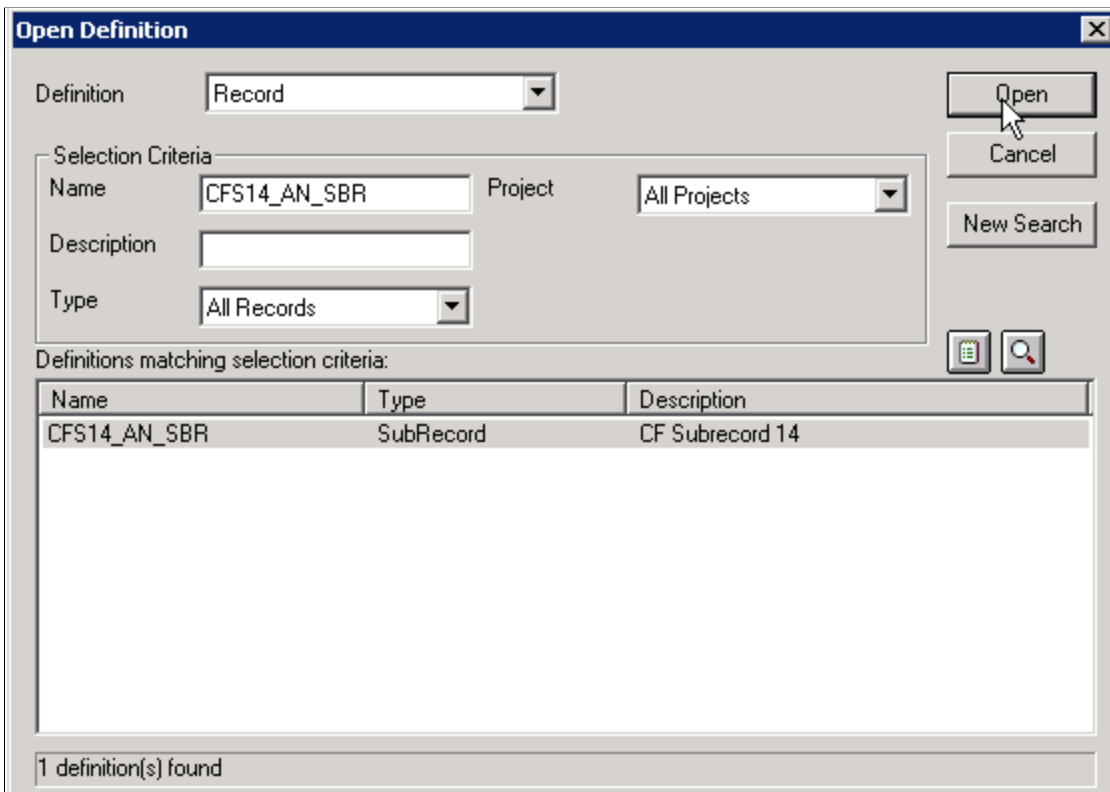 Open Definition
Definition Record Open
Selection Criteria Cancel
Name CFS14_AN_SBR Project All Projects
New Search
Description
Type All Records
Definitions matching selection criteria:
Name Type Description
CFS14_AN_SBR SubRecord CF Subrecord 14
1 definition(s) found